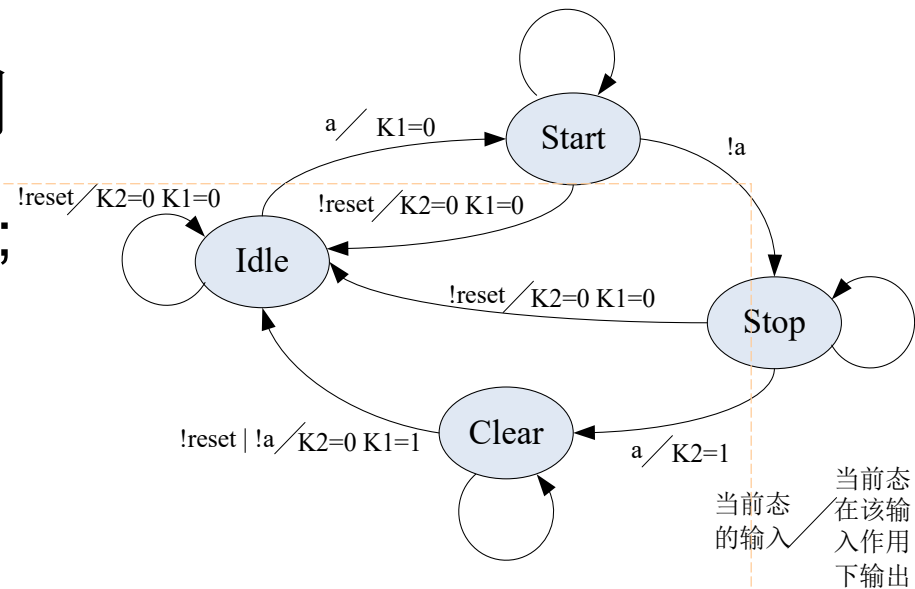 Start
a/ K1=0
!a
!reset/K2=0 K1=0
!reset/K2=0 K1=0
;
Idle
!reset/K2=0 K1=0
Stop
Clear
!reset | !a/K2=0 K1=1
a/K2=1
当前态
的输入
当前态
在该输
入作用
下输出